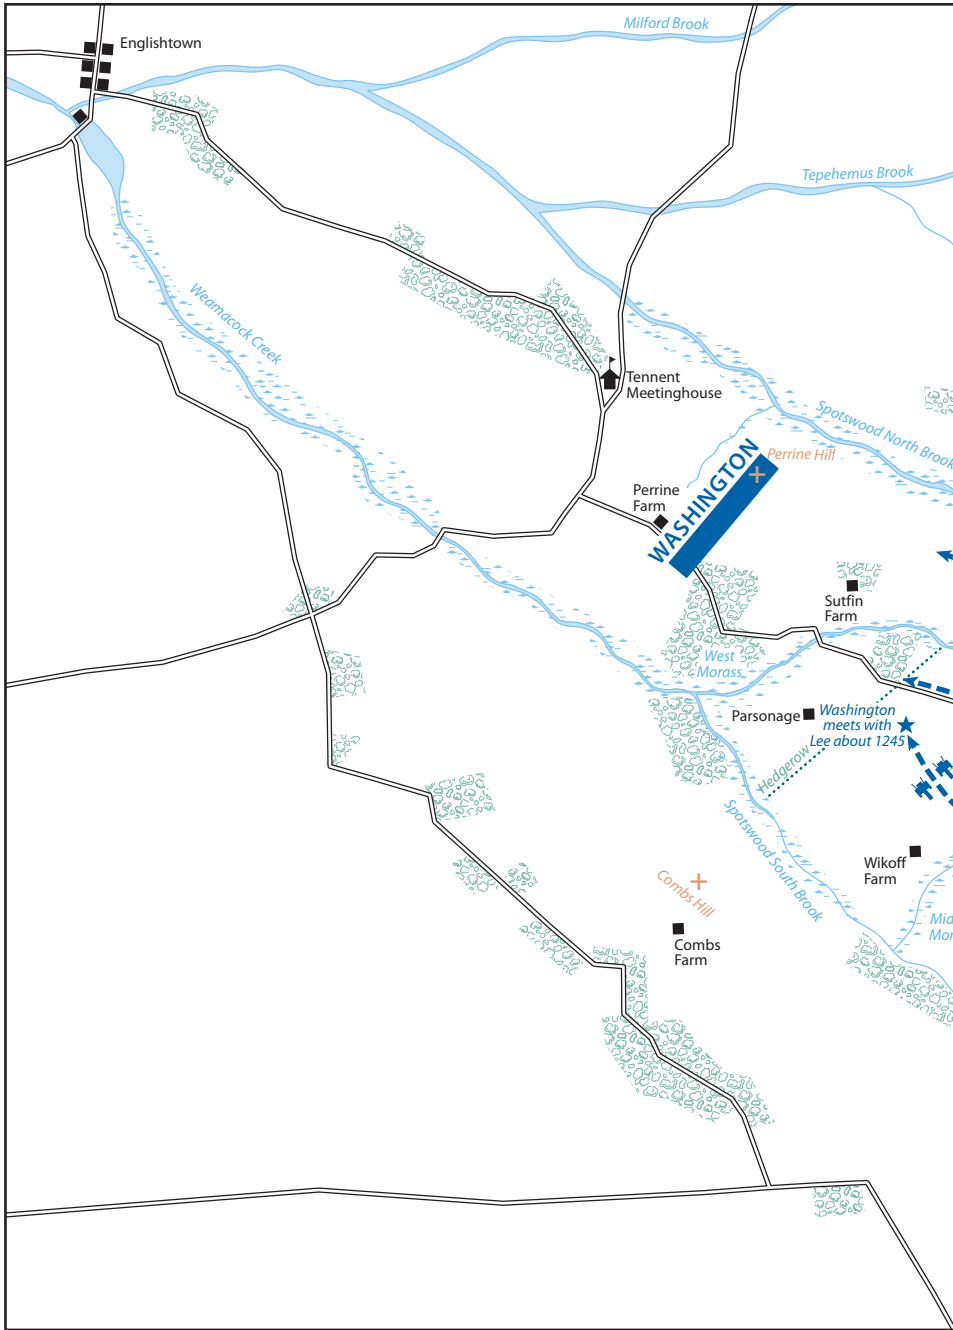 Milford Brook
Englishtown
Tepehemus Brook
Weamacock Creek
Tennent
Meetinghouse
Spotswood North Brook
Perrine Hill
WASHINGTON
Perrine
Farm
Sutfin
Farm
West
Morass
Parsonage
Washington
meets with
Lee about 1245
Hedgerow
Spotswood South Brook
Wikoff
Farm
Combs Hill
Mid
Mor
Combs
Farm